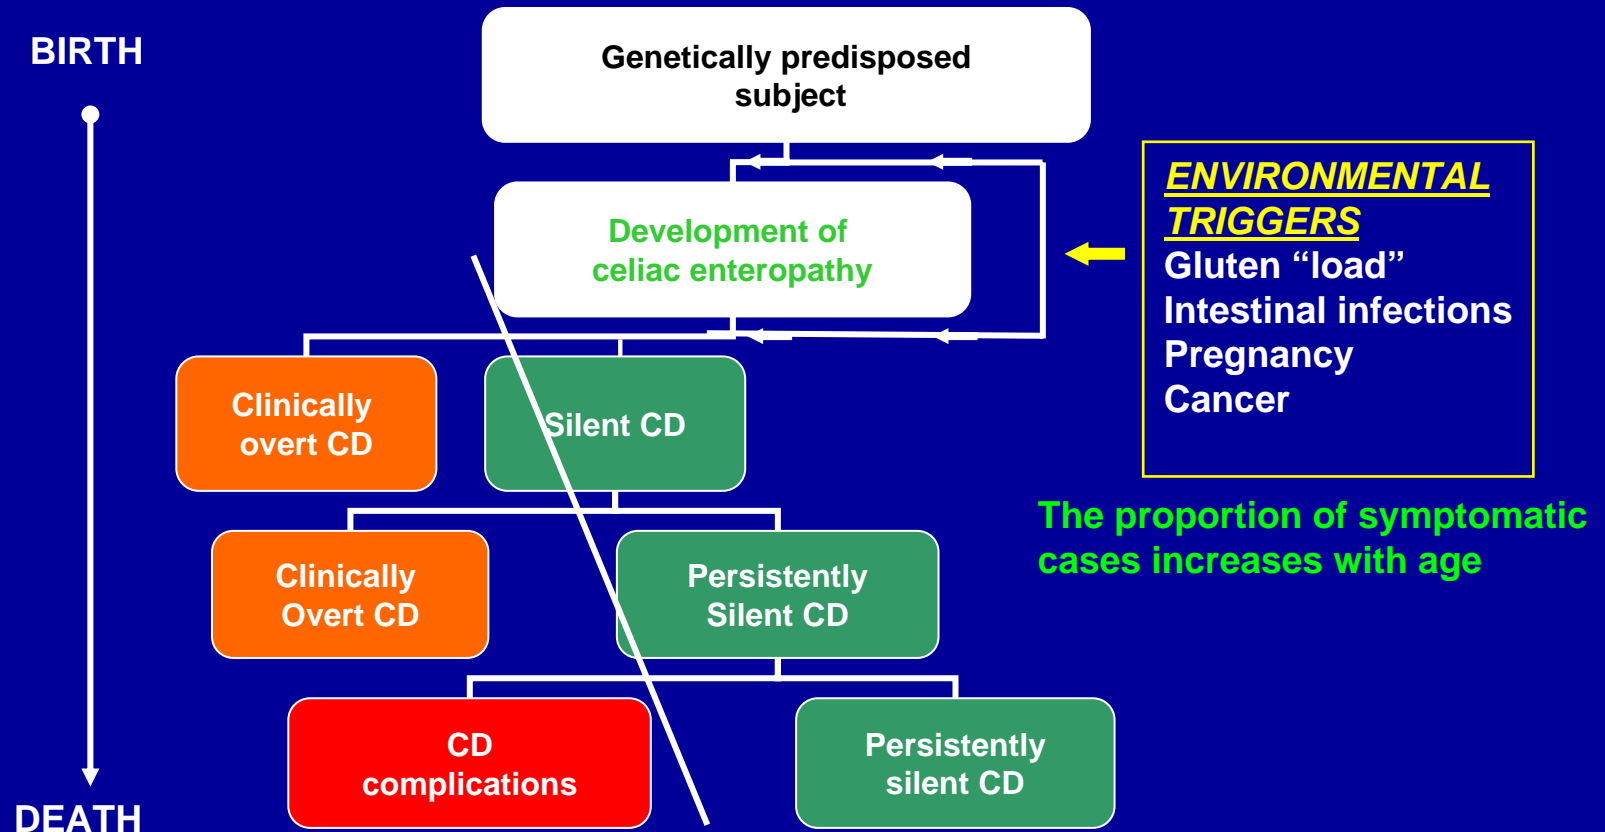 BIRTH
Genetically predisposed
subject
ENVIRONMENTAL
TRIGGERS
Gluten “load”
Intestinal infections
Pregnancy
Cancer
Development of
celiac enteropathy
Clinically
overt CD
Silent CD
The proportion of symptomatic
cases increases with age
Clinically
Overt CD
Persistently
Silent CD
CD
complications
Persistently
silent CD
DEATH